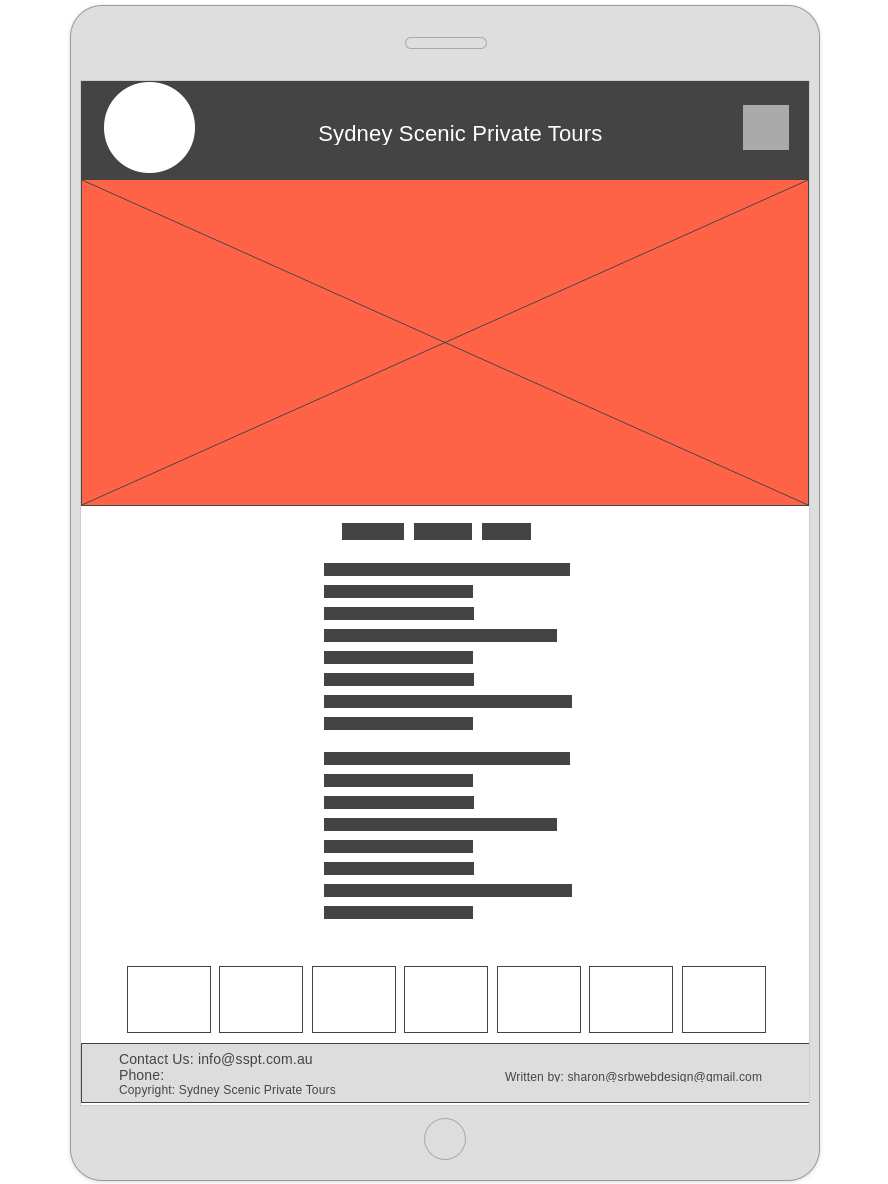 Sydney Scenic Private Tours
Contact Us: info@sspt.com.au
Phone:
Copyright: Sydney Scenic Private Tours
Written by: sharon@srbwebdesign@gmail.com